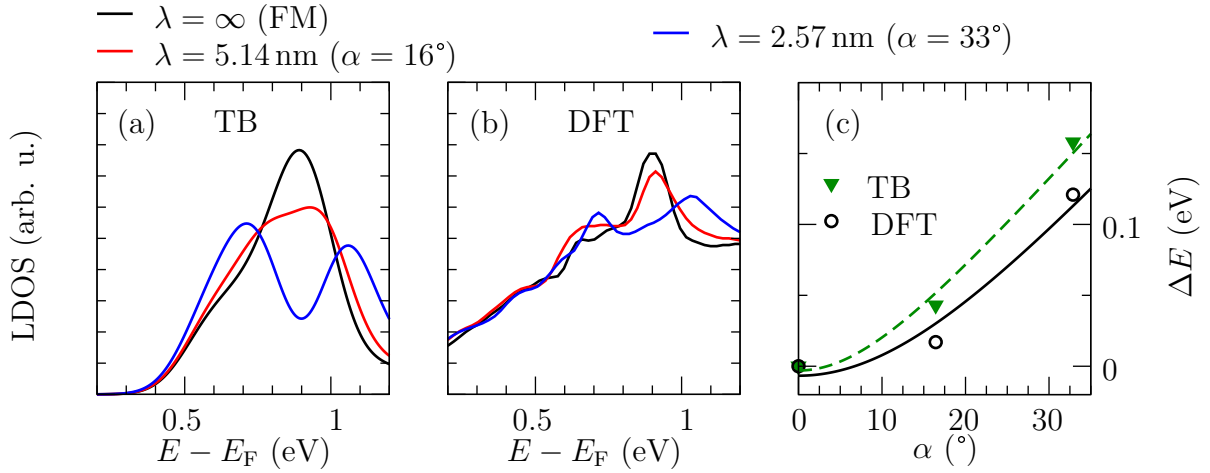 λ = ∞ (FM)
λ = 5.14 nm (α = 16°)
λ = 2.57 nm (α = 33°)
LDOS (arb. u.)
(a) TB
0.5 1
E − E_F (eV)
(b) DFT
0.5 1
E − E_F (eV)
(c)
TB
DFT
0.1
0
ΔE (eV)
0 10 20 30
α (°)